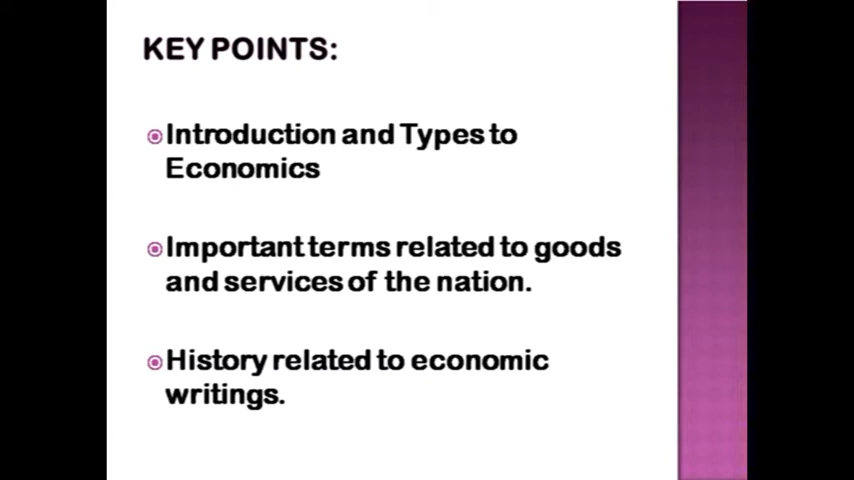 KEY POINTS:
Introduction and Types to
Economics
Important terms related to goods
and services of the nation.
History related to economic
writings.